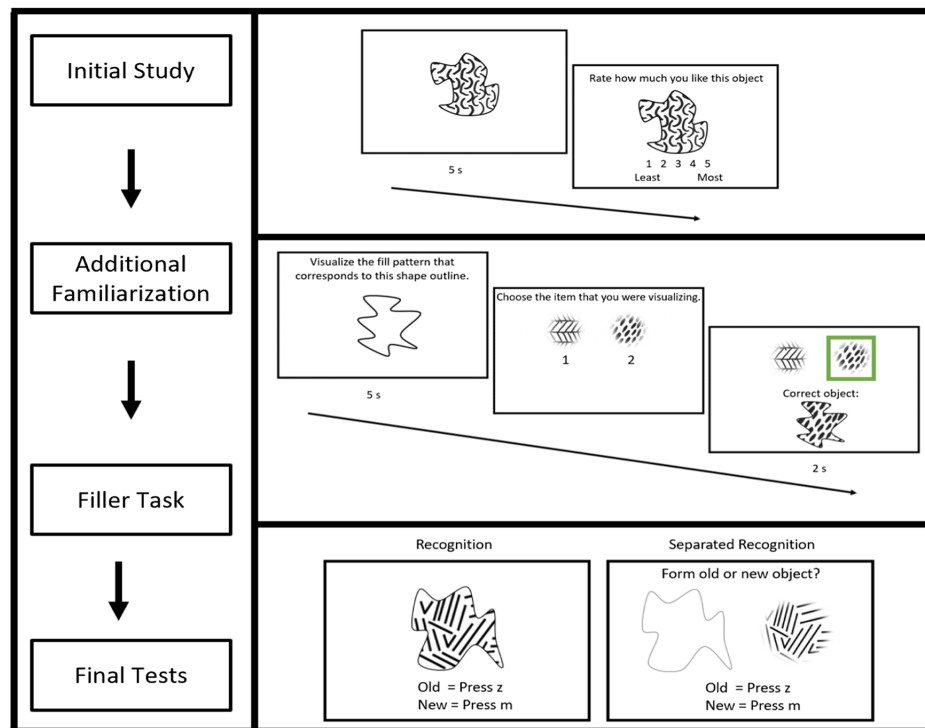 Initial Study
Additional
Familiarization
Filler Task
Final Tests
Rate how much you like this object
1 2 3 4 5
Least Most
5 s
Visualize the fill pattern that
corresponds to this shape outline.
5 s
Choose the item that you were visualizing.
1 2
Correct object:
2 s
Recognition
Old = Press z
New = Press m
Separated Recognition
Form old or new object?
Old = Press z
New = Press m